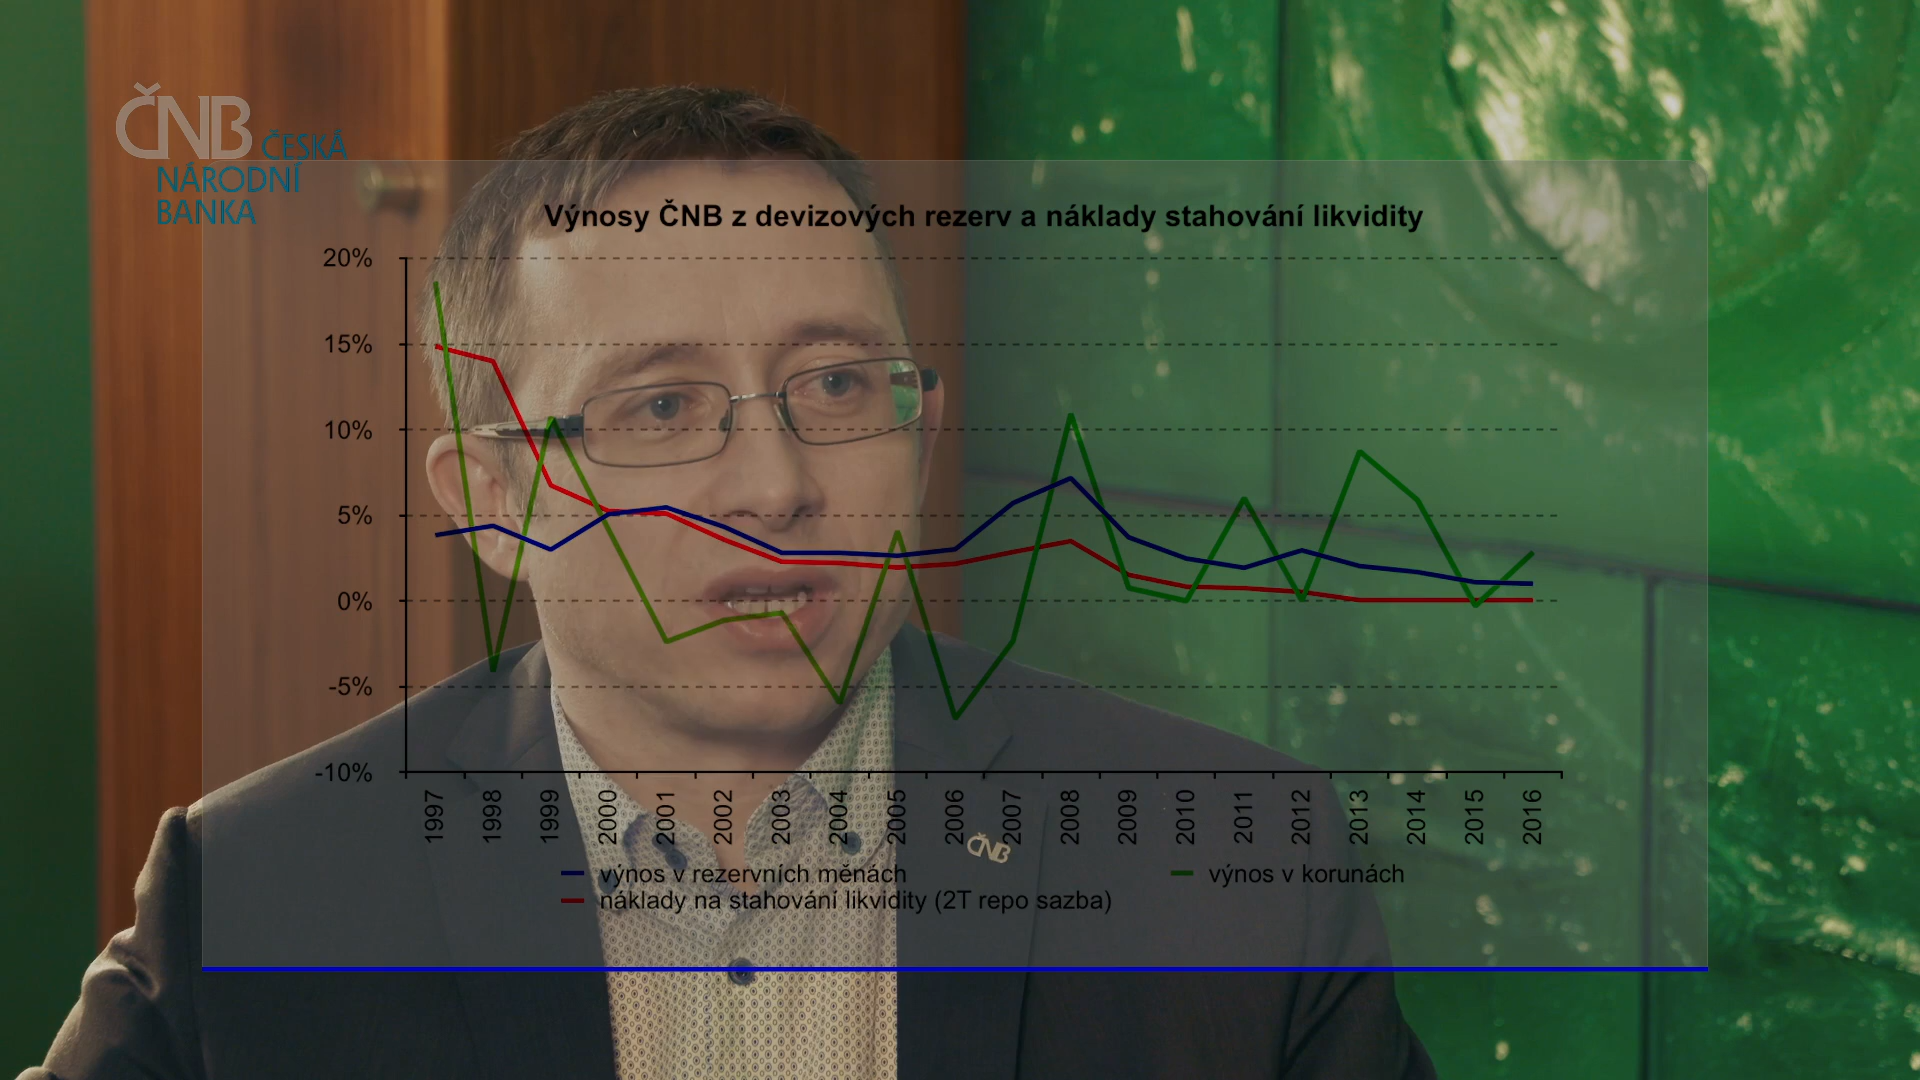 ČNB ČESKÁ
NÁRODNÍ
BANKA
Výnosy ČNB z devizových rezerv a náklady stahování likvidity
20%
15%
10%
5%
0%
-5%
-10%
1997 1998 1999 2000 2001 2002 2003 2004 2005 2006 2007 2008 2009 2010 2011 2012 2013 2014 2015 2016
ČNB
výnos v rezervních měnách výnos v korunách
náklady na stahování likvidity (2T repo sazba)